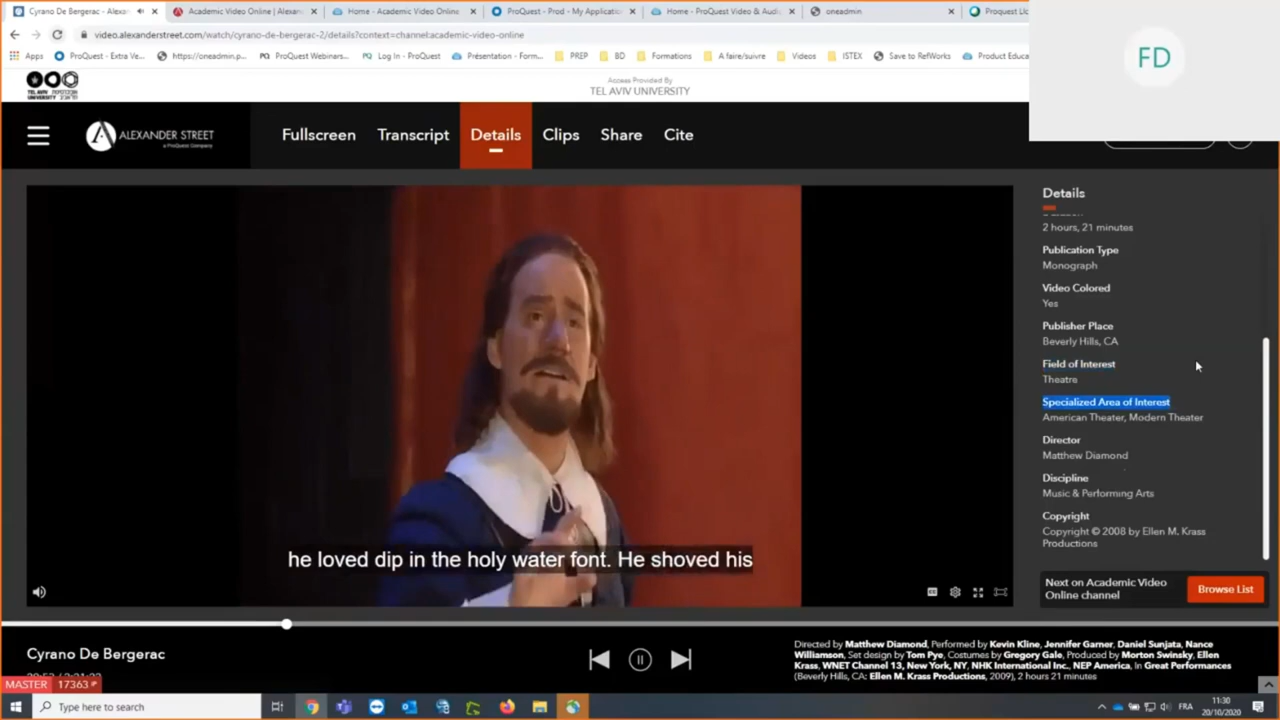 Cyrano De Bergerac - Alexan
Academic Video Online | Alexan
Home - Academic Video Online
ProQuest - Prod - My Application
Home - ProQuest Video & Audi
oneadmin
Proquest Lic
video.alexanderstreet.com/watch/cyrano-de-bergerac-2/details?context=channel:academic-video-online
Apps
ProQuest - Extra Ve...
https://oneadmin.p...
ProQuest Webinars...
Log In - ProQuest
Présentation - Form...
PREP
BD
Formations
A faire/suivre
Videos
ISTEX
Save to RefWorks
Product Educa
FD
TEL AVIV
UNIVERSITY
Access Provided By
TEL AVIV UNIVERSITY
ALEXANDER STREET
a ProQuest Company
Fullscreen
Transcript
Details
Clips
Share
Cite
he loved dip in the holy water font. He shoved his
Details
2 hours, 21 minutes
Publication Type
Monograph
Video Colored
Yes
Publisher Place
Beverly Hills, CA
Field of Interest
Theatre
Specialized Area of Interest
American Theater, Modern Theater
Director
Matthew Diamond
Discipline
Music & Performing Arts
Copyright
Copyright © 2008 by Ellen M. Krass
Productions
Next on Academic Video
Online channel
Browse List
Cyrano De Bergerac
Directed by Matthew Diamond, Performed by Kevin Kline, Jennifer Garner, Daniel Sunjata, Nance
Williamson, Set design by Tom Pye, Costumes by Gregory Gale, Produced by Morton Swinsky, Ellen
Krass, WNET Channel 13, New York, NY, NHK International Inc., NEP America, In Great Performances
(Beverly Hills, CA: Ellen M. Krass Productions, 2009), 2 hours 21 minutes
MASTER
17363
Type here to search
FRA
11:30
20/10/2020